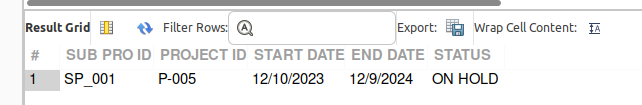 Result Grid Filter Rows: Export: Wrap Cell Content:
# SUB PRO ID PROJECT ID START DATE END DATE STATUS
1 SP_001 P-005 12/10/2023 12/9/2024 ON HOLD